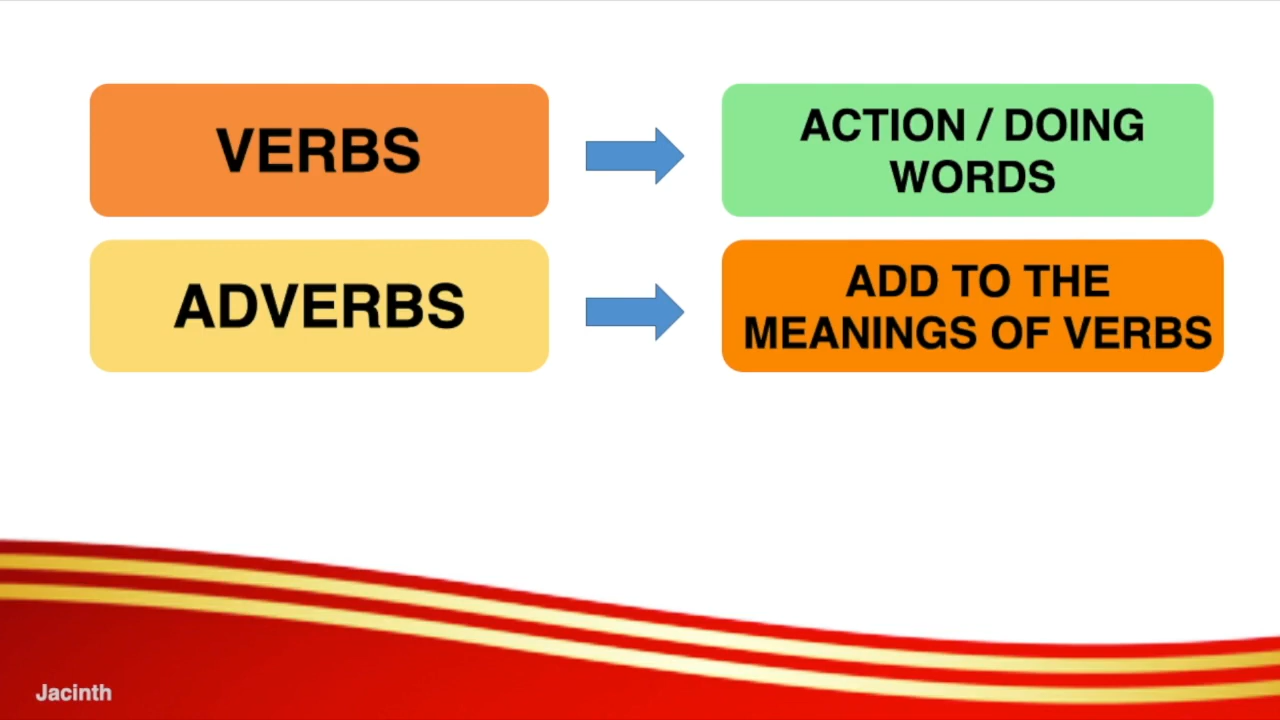 VERBS
ACTION / DOING
WORDS
ADVERBS
ADD TO THE
MEANINGS OF VERBS
Jacinth